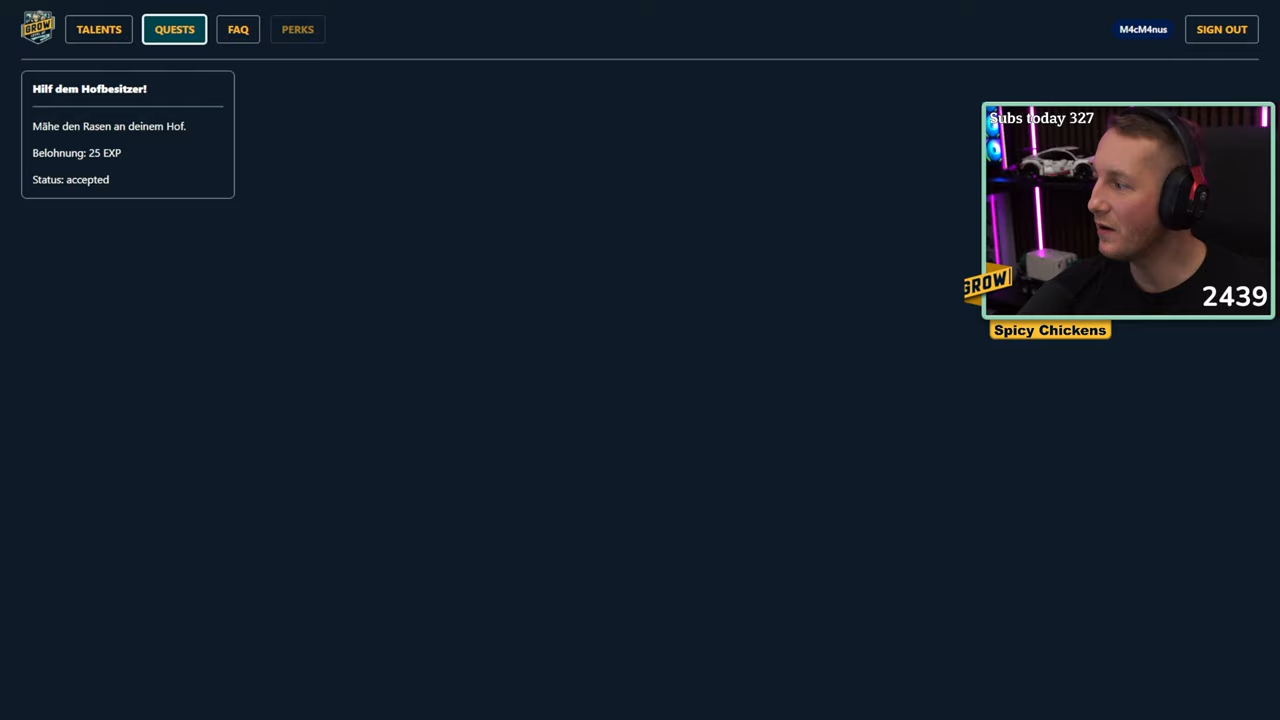 GROW
TALENTS
QUESTS
FAQ
PERKS
M4cM4nus
SIGN OUT
Hilf dem Hofbesitzer!
Mähe den Rasen an deinem Hof.
Belohnung: 25 EXP
Status: accepted
Subs today 327
GROW
2439
Spicy Chickens